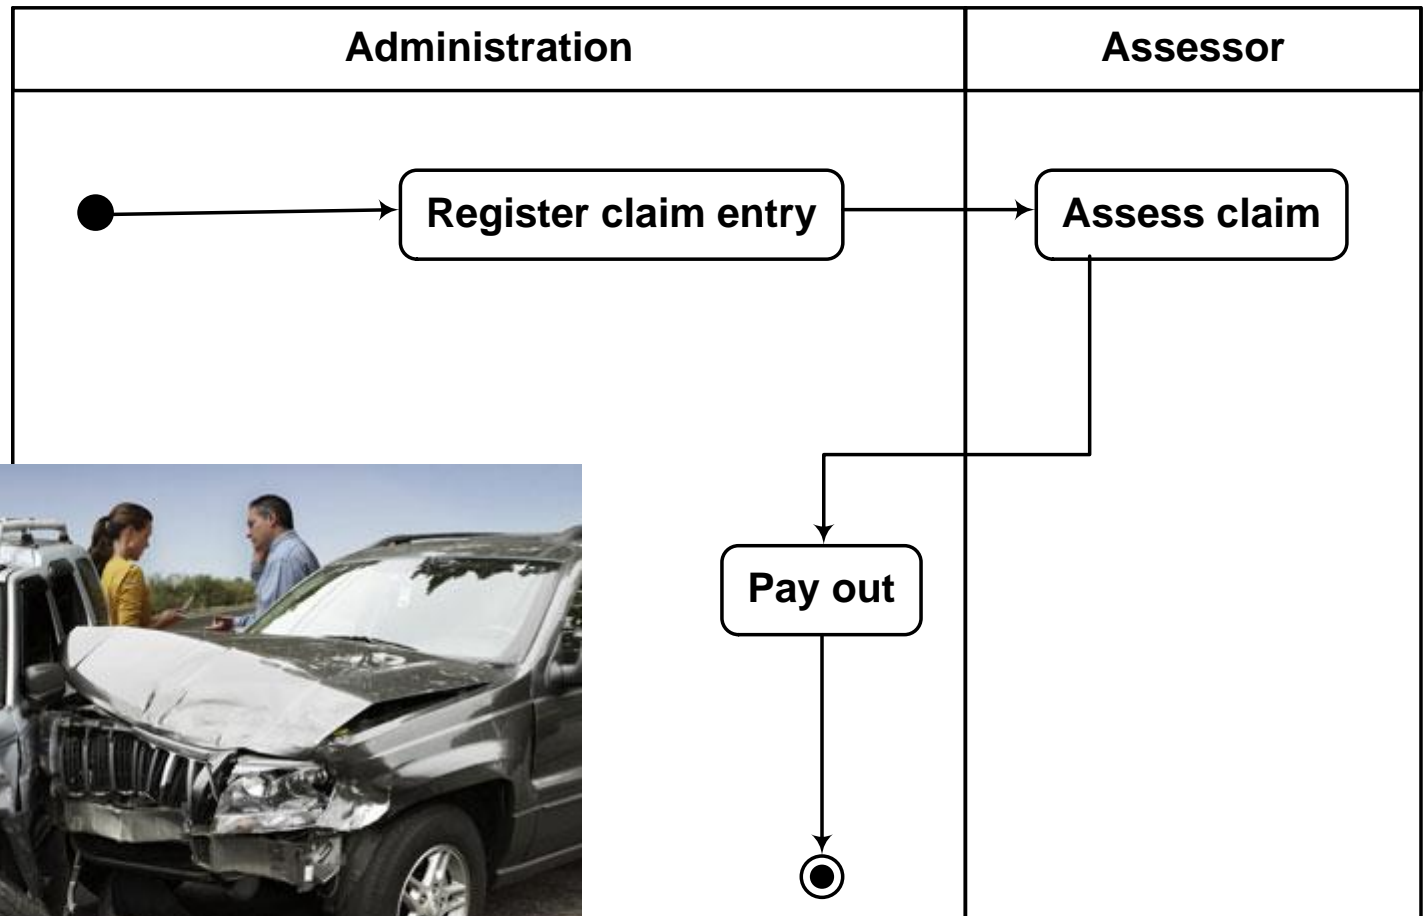 Administration
Assessor
Register claim entry
Assess claim
Pay out